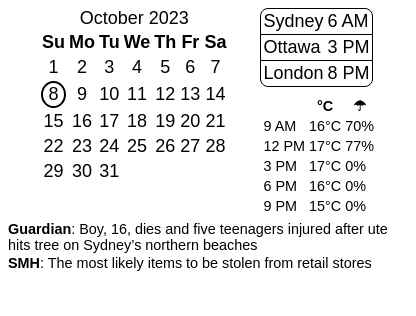 October 2023
Su Mo Tu We Th Fr Sa
1 2 3 4 5 6 7
8 9 10 11 12 13 14
15 16 17 18 19 20 21
22 23 24 25 26 27 28
29 30 31
Sydney 6 AM
Ottawa 3 PM
London 8 PM
°C ☂
9 AM 16°C 70%
12 PM 17°C 77%
3 PM 17°C 0%
6 PM 16°C 0%
9 PM 15°C 0%
Guardian: Boy, 16, dies and five teenagers injured after ute
hits tree on Sydney’s northern beaches
SMH: The most likely items to be stolen from retail stores